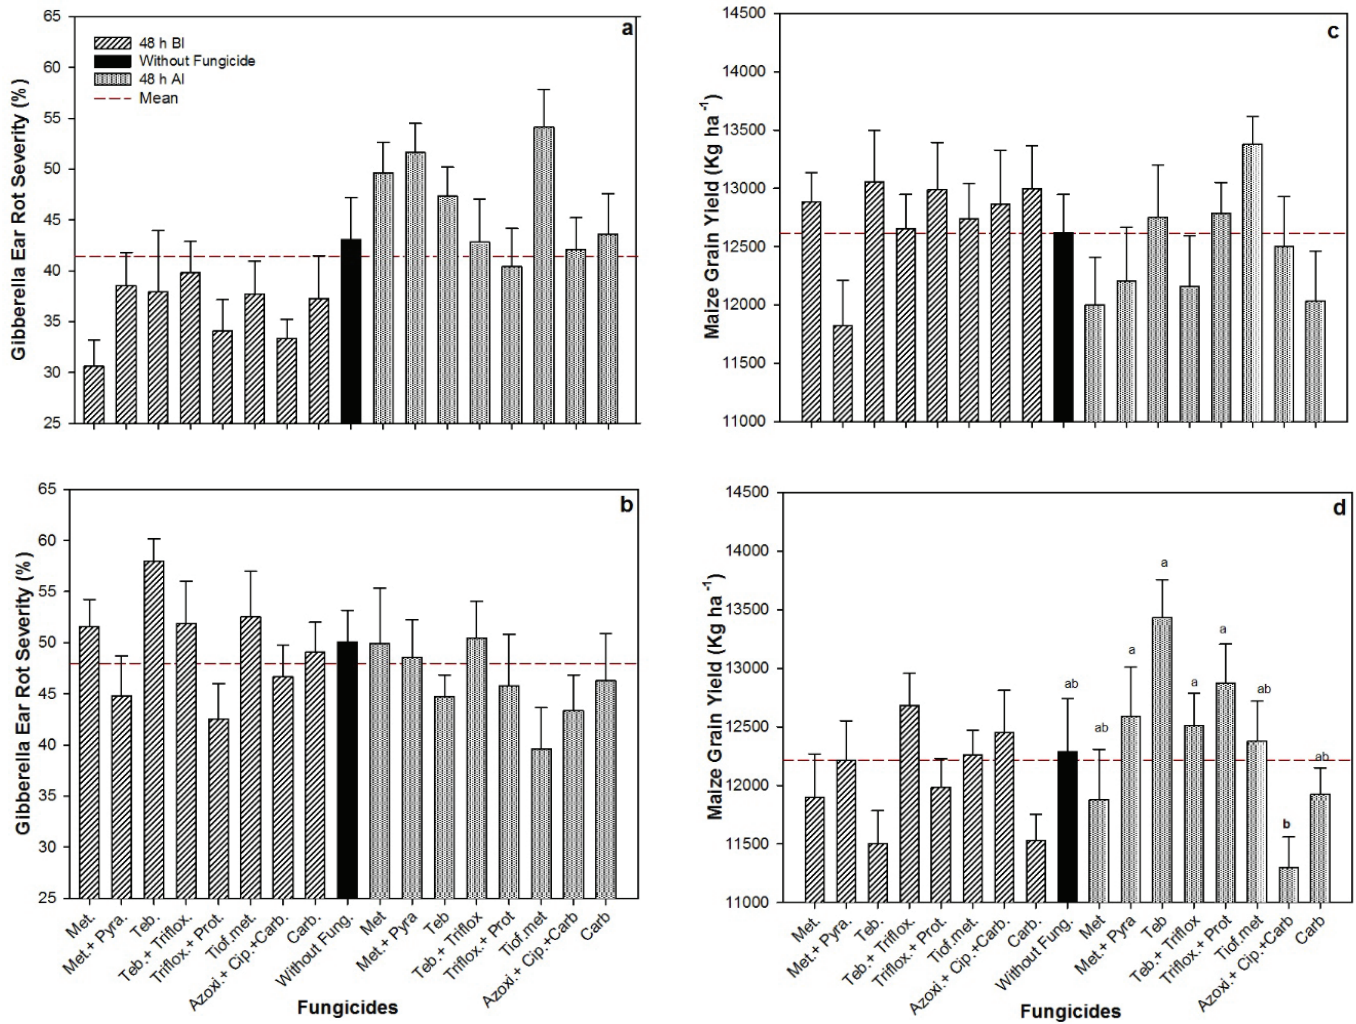 a
Gibberella Ear Rot Severity (%)
65
60
55
50
45
40
35
30
25
48 h BI
Without Fungicide
48 h AI
Mean
c
Maize Grain Yield (Kg ha -1)
14500
14000
13500
13000
12500
12000
11500
11000
b
Gibberella Ear Rot Severity (%)
65
60
55
50
45
40
35
30
25
Met.
Met.+ Pyra.
Teb.
Teb.+ Triflox.
Triflox.+ Prot.
Tiof.met.
Azoxi.+ Cip.+Carb.
Carb.
Without Fung.
Met
Met.+ Pyra
Teb
Teb.+ Triflox
Triflox.+ Prot
Tiof.met
Azoxi.+ Cip.+Carb
Carb
Fungicides
d
Maize Grain Yield (Kg ha -1)
14500
14000
13500
13000
12500
12000
11500
11000
ab
ab
a
a
a
a
ab
b
ab
Met.
Met.+ Pyra.
Teb.
Teb.+ Triflox.
Triflox.+ Prot.
Tiof.met.
Azoxi.+ Cip.+Carb.
Carb.
Without Fung.
Met
Met.+ Pyra
Teb
Teb.+ Triflox
Triflox.+ Prot
Tiof.met
Azoxi.+ Cip.+Carb
Carb
Fungicides